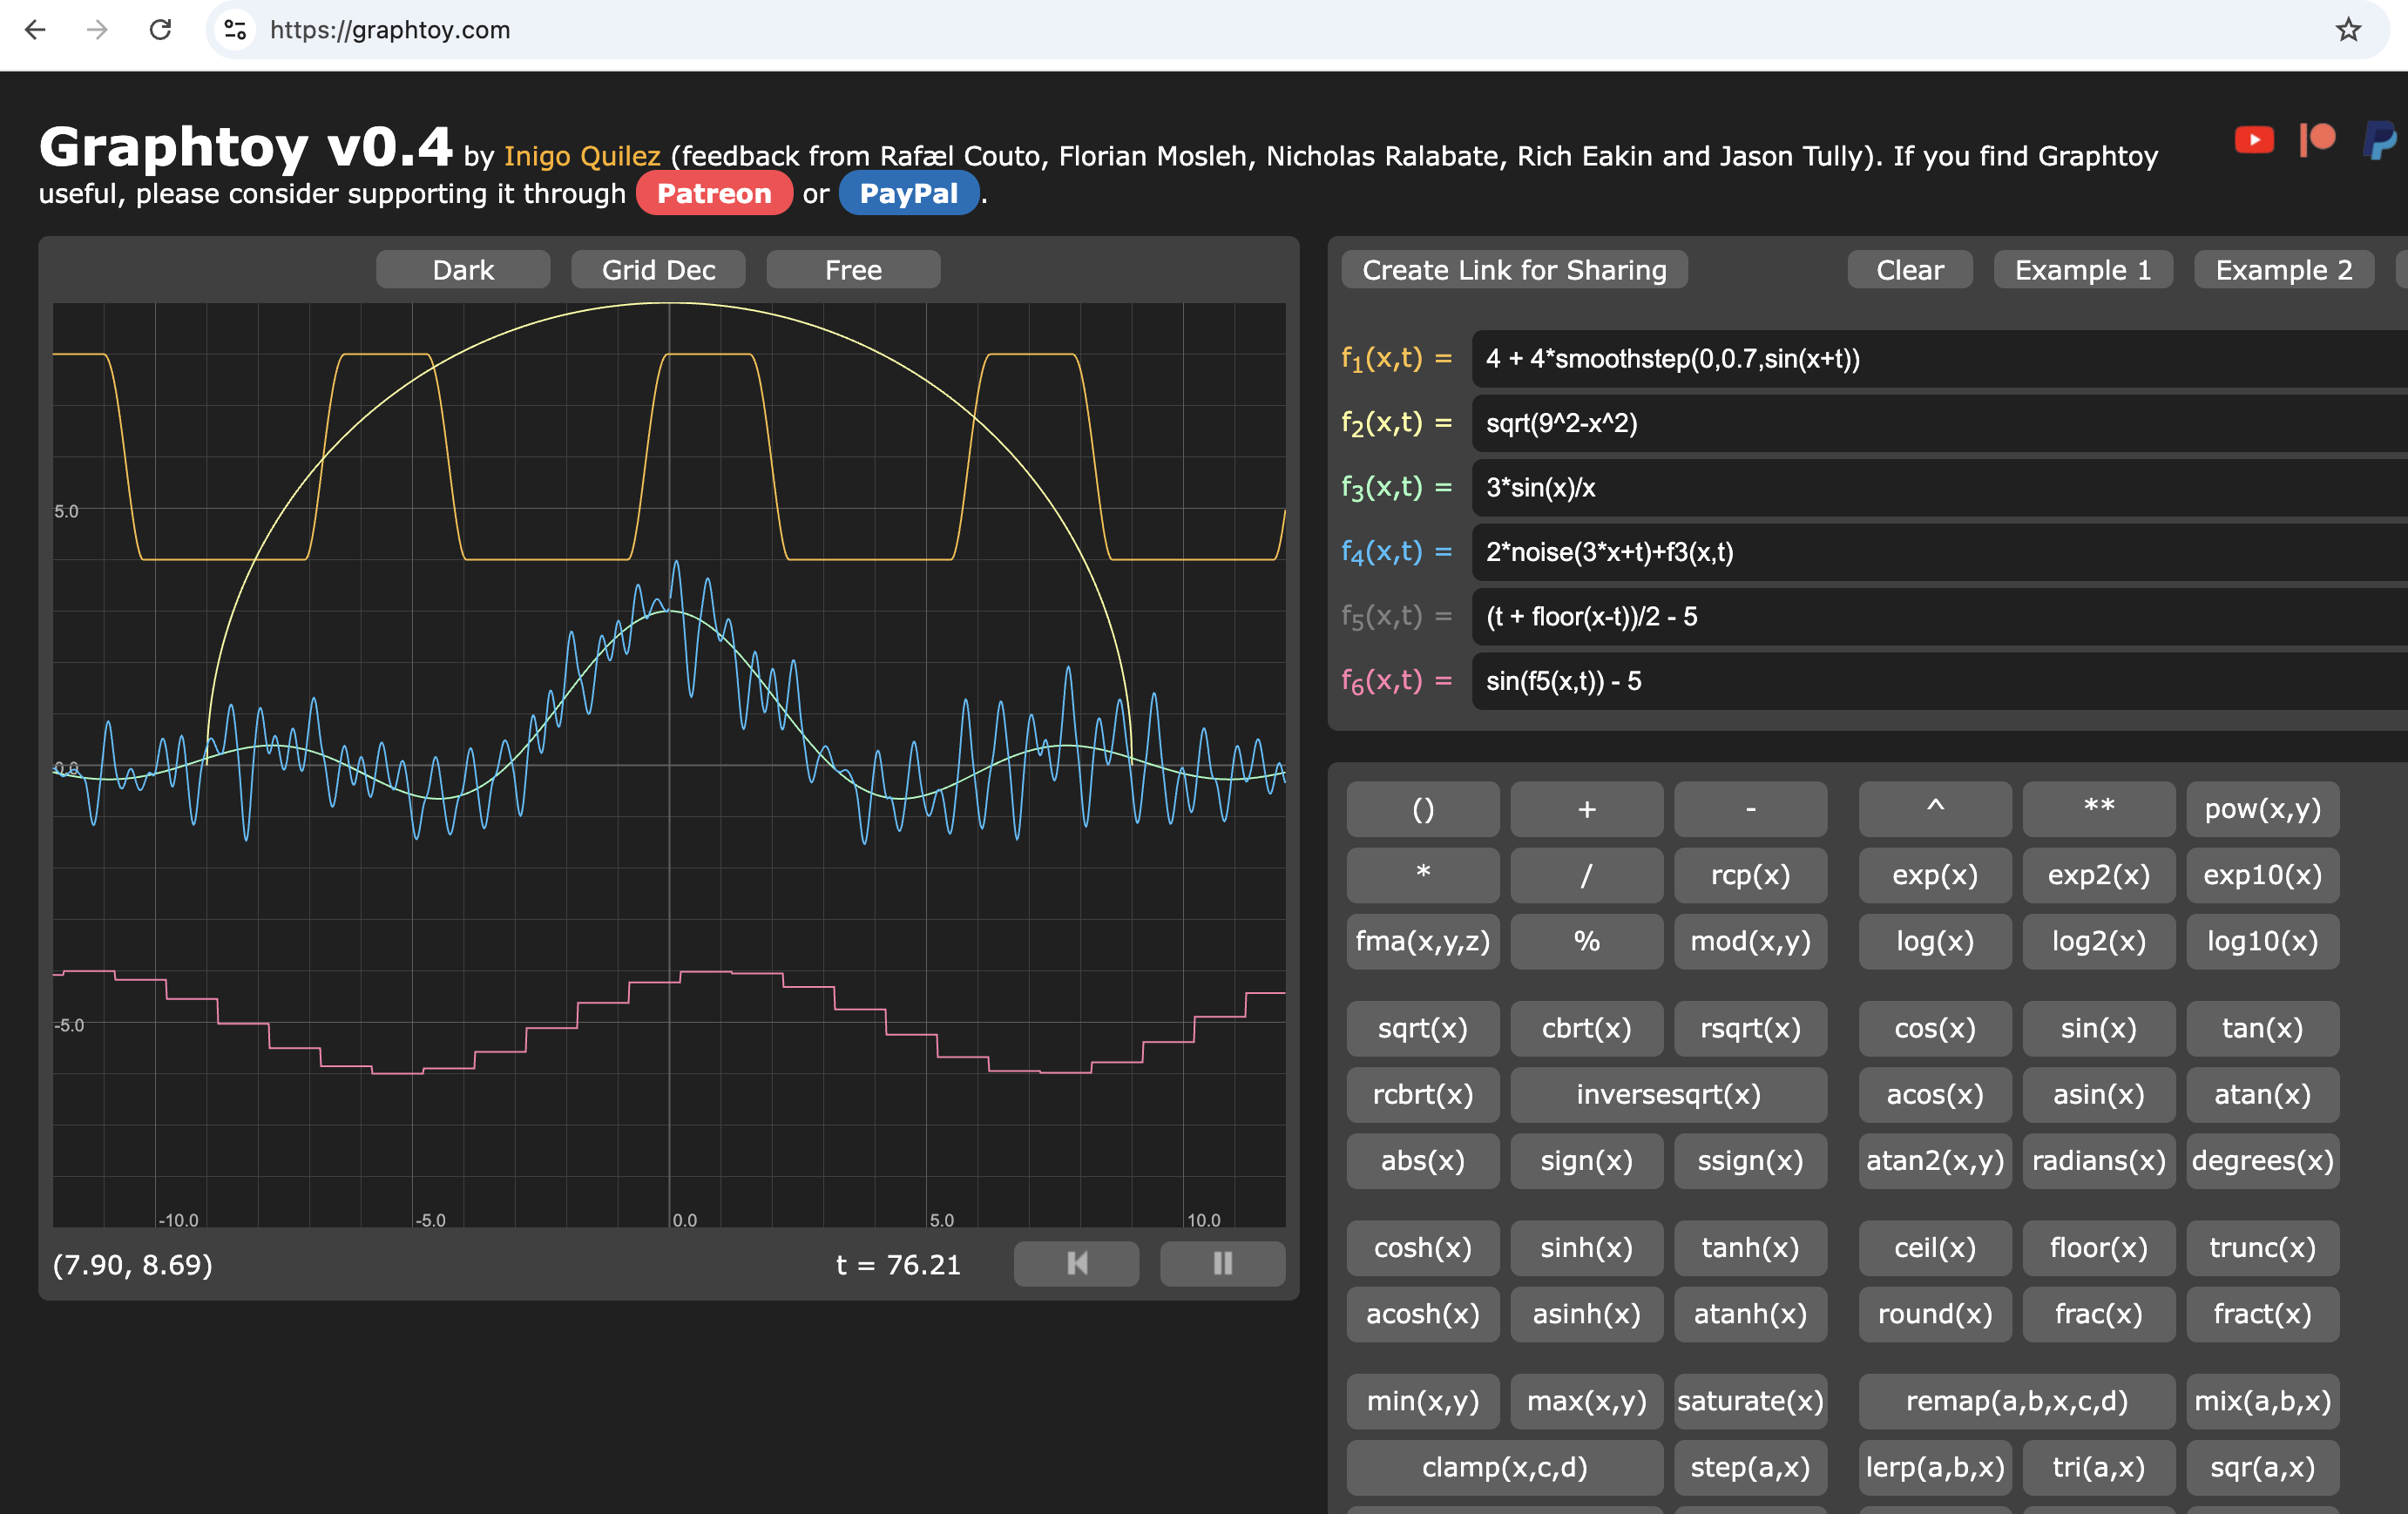 https://graphtoy.com
Graphtoy v0.4 by Inigo Quilez (feedback from Rafæl Couto, Florian Mosleh, Nicholas Ralabate, Rich Eakin and Jason Tully). If you find Graphtoy
useful, please consider supporting it through Patreon or PayPal.
Dark Grid Dec Free
5.0
0.0
-5.0
-10.0 -5.0 0.0 5.0 10.0
(7.90, 8.69) t = 76.21
Create Link for Sharing Clear Example 1 Example 2
f1(x,t) = 4 + 4*smoothstep(0,0.7,sin(x+t))
f2(x,t) = sqrt(9^2-x^2)
f3(x,t) = 3*sin(x)/x
f4(x,t) = 2*noise(3*x+t)+f3(x,t)
f5(x,t) = (t + floor(x-t))/2 - 5
f6(x,t) = sin(f5(x,t)) - 5
() + - ^ ** pow(x,y)
* / rcp(x) exp(x) exp2(x) exp10(x)
fma(x,y,z) % mod(x,y) log(x) log2(x) log10(x)
sqrt(x) cbrt(x) rsqrt(x) cos(x) sin(x) tan(x)
rcbrt(x) inversesqrt(x) acos(x) asin(x) atan(x)
abs(x) sign(x) ssign(x) atan2(x,y) radians(x) degrees(x)
cosh(x) sinh(x) tanh(x) ceil(x) floor(x) trunc(x)
acosh(x) asinh(x) atanh(x) round(x) frac(x) fract(x)
min(x,y) max(x,y) saturate(x) remap(a,b,x,c,d) mix(a,b,x)
clamp(x,c,d) step(a,x) lerp(a,b,x) tri(a,x) sqr(a,x)